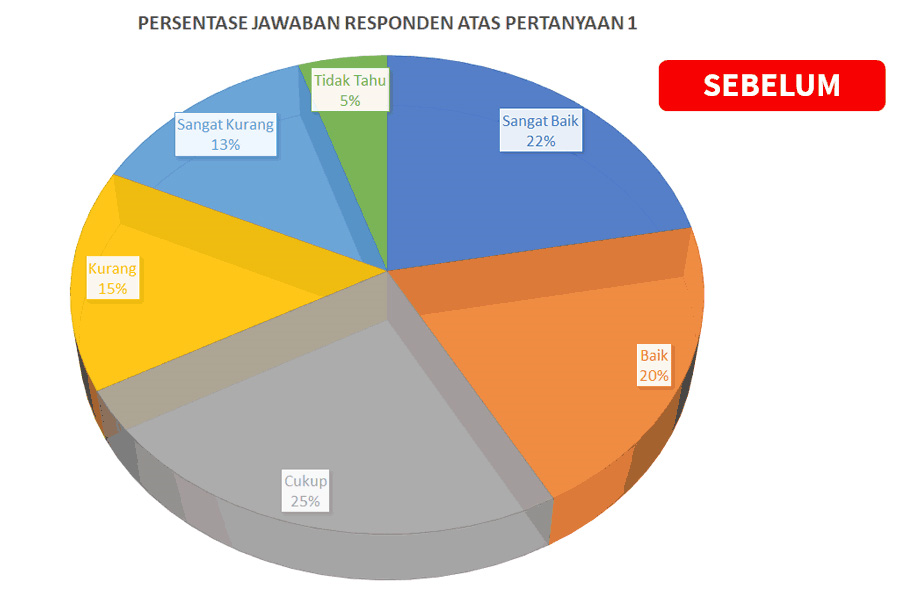 PERSENTASE JAWABAN RESPONDEN ATAS PERTANYAAN 1
SEBELUM
Tidak Tahu
5%
Sangat Baik
22%
Sangat Kurang
13%
Kurang
15%
Baik
20%
Cukup
25%